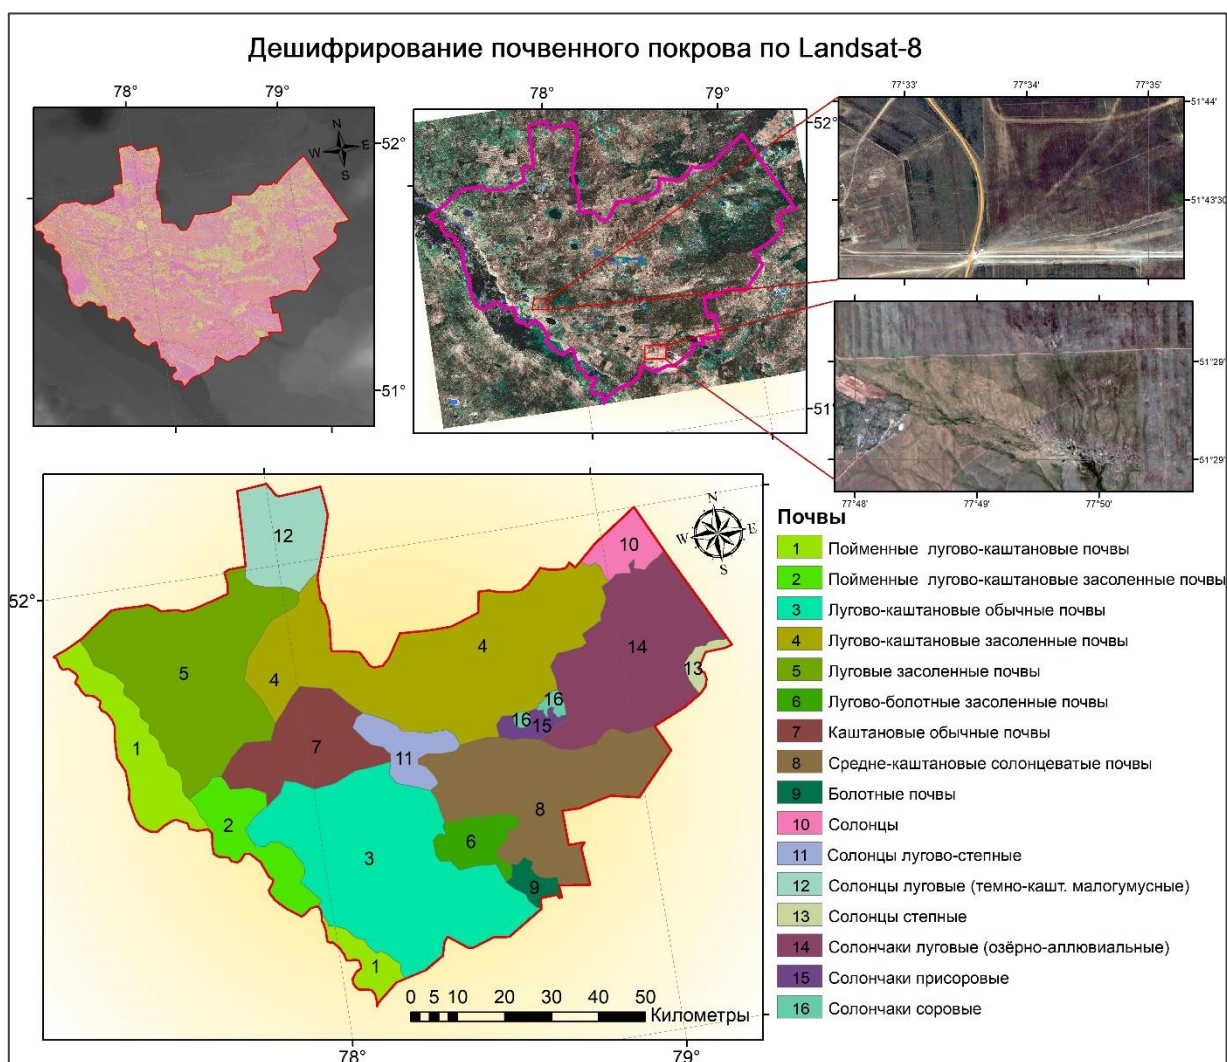 Дешифрирование почвенного покрова по Landsat-8
78°
79°
N
W
E
S
52°
51°
78°
79°
52°
51°
77°33'
77°34'
77°35'
51°44'
51°43'30
51°29'
51°29'
77°48'
77°49'
77°50'
52°
12
10
4
14
5
4
13
16
16
15
1
7
11
2
3
8
6
9
1
N
W
E
S
0 5 10 20 30 40 50
Километры
78°
79°
Почвы
1 Пойменные лугово-каштановые почвы
2 Пойменные лугово-каштановые засоленные почвы
3 Лугово-каштановые обычные почвы
4 Лугово-каштановые засоленные почвы
5 Луговые засоленные почвы
6 Лугово-болотные засоленные почвы
7 Каштановые обычные почвы
8 Средне-каштановые солонцеватые почвы
9 Болотные почвы
10 Солонцы
11 Солонцы лугово-степные
12 Солонцы луговые (темно-кашт. малогумусные)
13 Солонцы степные
14 Солончаки луговые (озёрно-аллювиальные)
15 Солончаки присоровые
16 Солончаки соровые